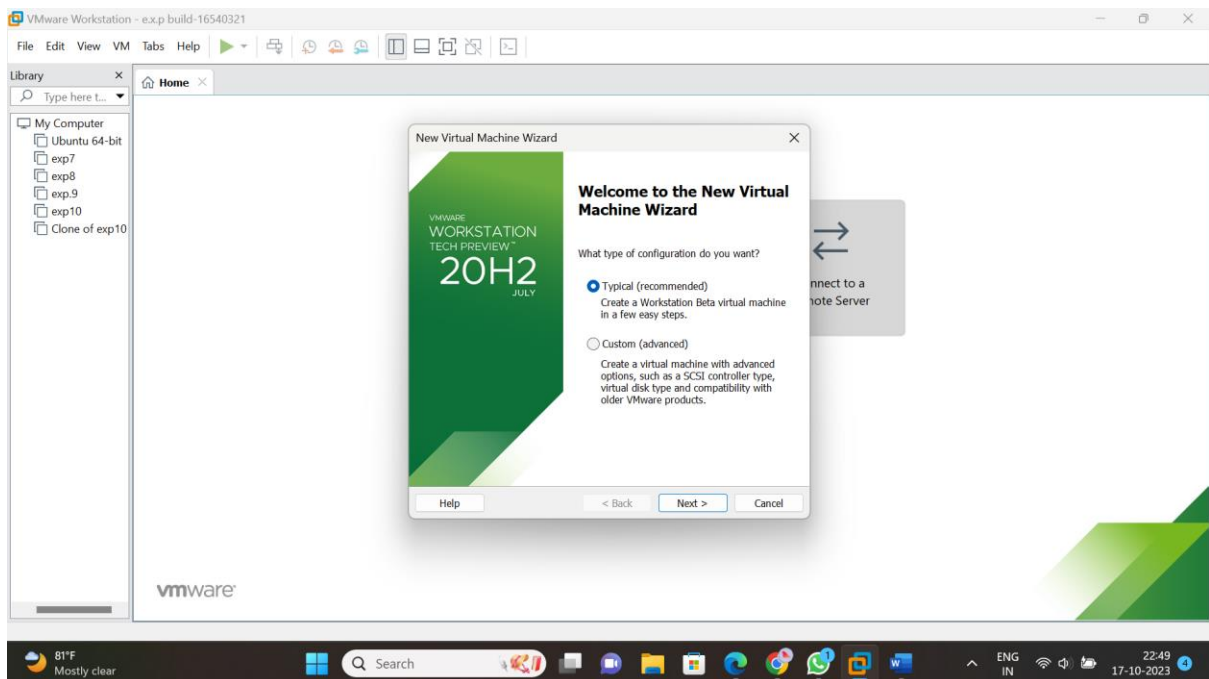 VMware Workstation - e.x.p build-16540321
File Edit View VM Tabs Help
Library
Type here t...
My Computer
Ubuntu 64-bit
exp7
exp8
exp.9
exp10
Clone of exp10
Home
New Virtual Machine Wizard
VMWARE
WORKSTATION
TECH PREVIEW™
20H2
JULY
Welcome to the New Virtual
Machine Wizard
What type of configuration do you want?
Typical (recommended)
Create a Workstation Beta virtual machine
in a few easy steps.
Custom (advanced)
Create a virtual machine with advanced
options, such as a SCSI controller type,
virtual disk type and compatibility with
older VMware products.
Help < Back Next > Cancel
nnect to a
note Server
vmware
81°F
Mostly clear
Search
ENG
IN
22:49
17-10-2023
4